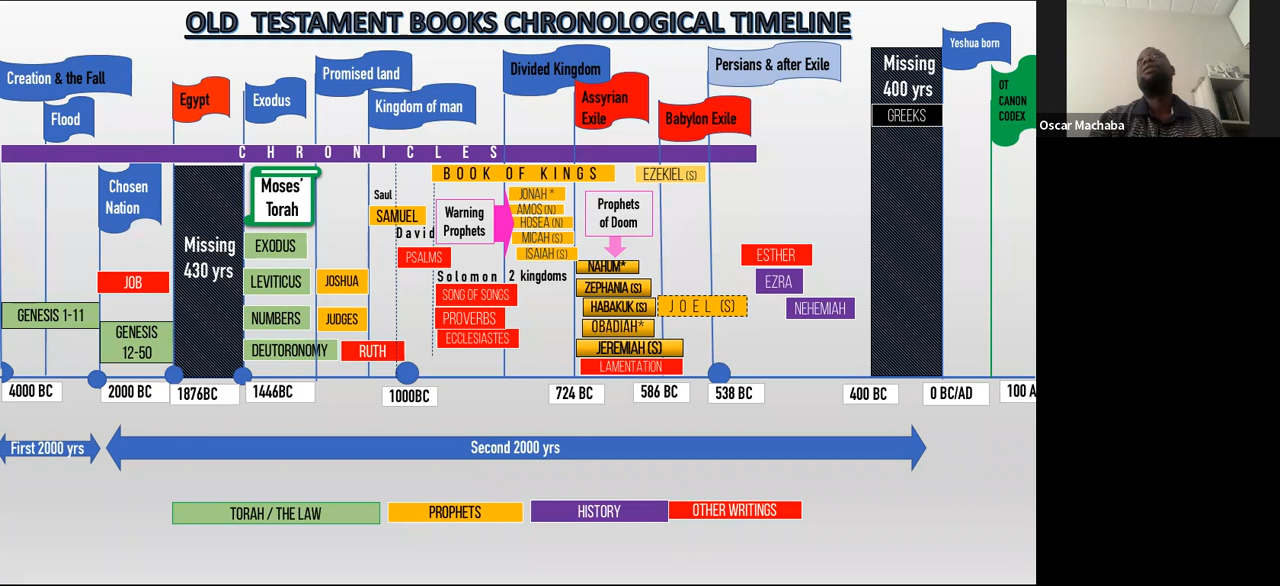 OLD TESTAMENT BOOKS CHRONOLOGICAL TIMELINE
Creation & the Fall
Flood
Egypt
Exodus
Promised land
Kingdom of man
Divided Kingdom
Assyrian
Exile
Babylon Exile
Persians & after Exile
Missing
400 yrs
GREEKS
Yeshua born
OT
CANON
CODEX
Oscar Machaba
CHRONICLES
Chosen
Nation
Missing
430 yrs
Moses'
Torah
Saul
SAMUEL
David
PSALMS
BOOK OF KINGS
EZEKIEL (S)
Warning
Prophets
JONAH *
AMOS (N)
HOSEA (N)
MICAH (S)
ISAIAH (S)
Prophets
of Doom
Solomon
2 kingdoms
SONG OF SONGS
PROVERBS
ECCLESIASTES
NAHUM*
ZEPHANIA (S)
HABAKUK (S)
OBADIAH*
JEREMIAH (S)
LAMENTATION
JOEL (S)
ESTHER
EZRA
NEHEMIAH
JOB
GENESIS 1-11
GENESIS
12-50
EXODUS
LEVITICUS
NUMBERS
DEUTORONOMY
JOSHUA
JUDGES
RUTH
4000 BC
2000 BC
1876BC
1446BC
1000BC
724 BC
586 BC
538 BC
400 BC
0 BC/AD
100 A
First 2000 yrs
Second 2000 yrs
TORAH / THE LAW
PROPHETS
HISTORY
OTHER WRITINGS